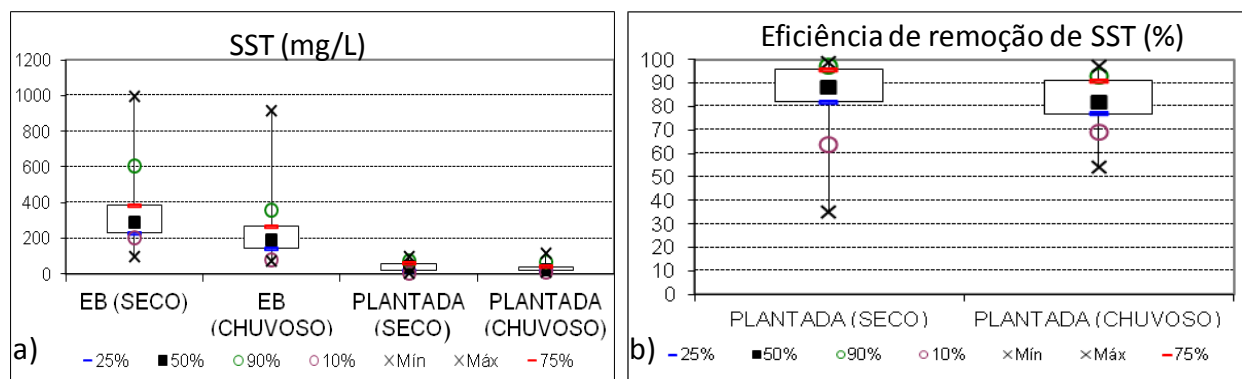 SST (mg/L)
1200
1000
800
600
400
200
0
EB (SECO)
EB
(CHUVOSO)
PLANTADA
(SECO)
PLANTADA
(CHUVOSO)
a)
25% 50% 90% 10% Mín Máx 75%
Eficiência de remoção de SST (%)
100
90
80
70
60
50
40
30
20
10
0
PLANTADA (SECO)
PLANTADA (CHUVOSO)
b)
25% 50% 90% 10% Mín Máx 75%